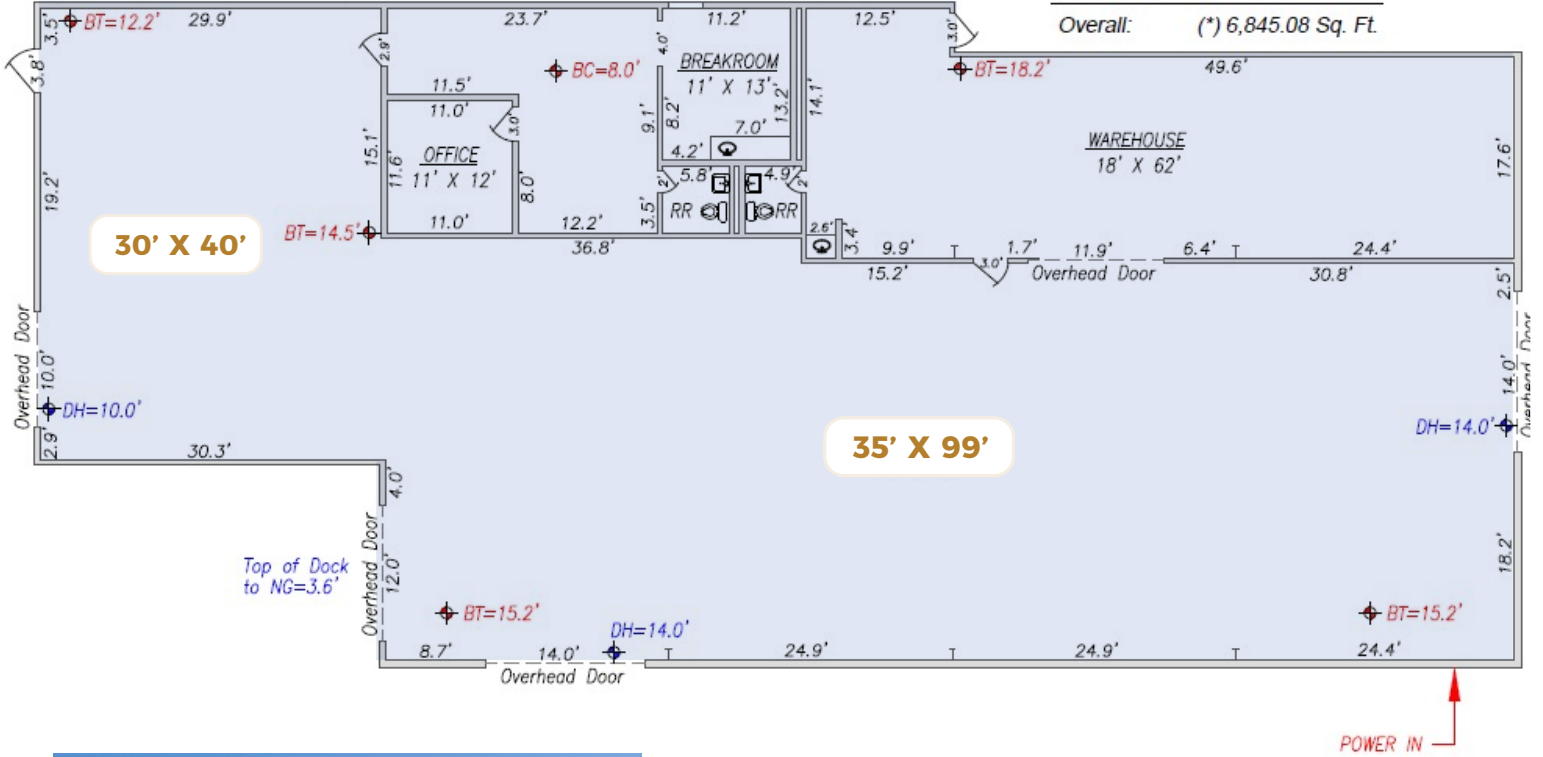 Overall: (*) 6,845.08 Sq. Ft.
3.5'
BT=12.2'
29.9'
23.7'
11.2'
12.5'
3.0'
3.8'
2.9'
4.0'
BC=8.0'
BREAKROOM
11' X 13'
BT=18.2'
49.6'
11.5'
11.0'
3.0'
9.1'
8.2'
13.2'
14.1'
7.0'
4.2'
15.1'
11.6'
OFFICE
11' X 12'
WAREHOUSE
18' X 62'
17.6'
19.2'
8.0'
2'
5.8'
4.9'
2'
3.5'
RR
RR
11.0'
12.2'
BT=14.5'
30’ X 40’
36.8'
2.6'
3.4'
9.9'
T
1.7'
11.9'
6.4'
T
24.4'
15.2'
3.0'
Overhead Door
30.8'
2.5'
Overhead Door
10.0'
DH=10.0'
2.9'
30.3'
14.0'
Overhead Door
DH=14.0'
35’ X 99’
4.0'
Overhead Door
12.0'
Top of Dock
to NG=3.6'
18.2'
BT=15.2'
BT=15.2'
DH=14.0'
8.7'
14.0'
T
24.9'
T
24.9'
T
24.4'
Overhead Door
POWER IN